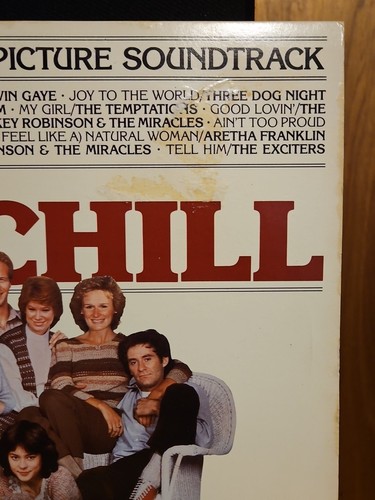 PICTURE SOUNDTRACK
VIN GAYE · JOY TO THE WORLD/THREE DOG NIGHT
M · MY GIRL/THE TEMPTATIONS · GOOD LOVIN'/THE
KEY ROBINSON & THE MIRACLES · AIN'T TOO PROUD
FEEL LIKE A) NATURAL WOMAN/ARETHA FRANKLIN
NSON & THE MIRACLES · TELL HIM/THE EXCITERS
CHILL